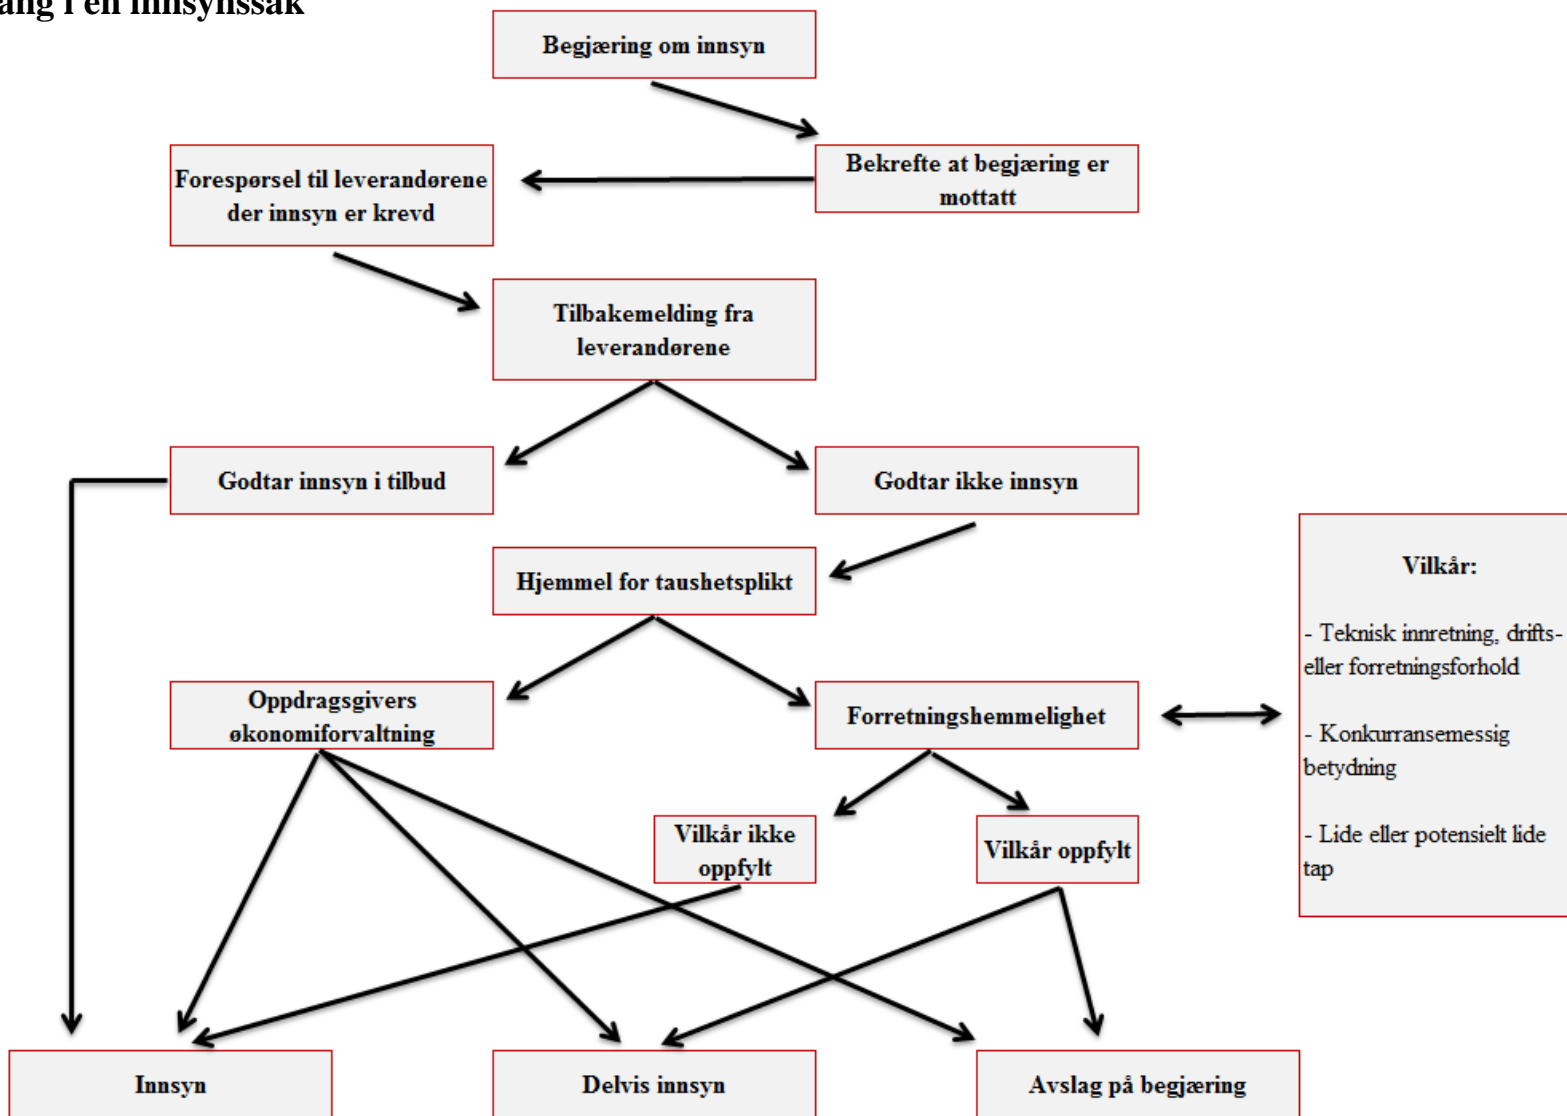 i en innsynssak
Begjæring om innsyn
Bekrefte at begjæring er
mottatt
Forespørsel til leverandørene
der innsyn er krevd
Tilbakemelding fra
leverandørene
Godtar innsyn i tilbud
Godtar ikke innsyn
Hjemmel for taushetsplikt
Oppdragsgivers
økonomiforvaltning
Forretningshemmelighet
Vilkår:
- Teknisk innretning, drifts-
eller forretningsforhold
- Konkurransemessig
betydning
- Lide eller potensielt lide
tap
Vilkår ikke
oppfylt
Vilkår oppfylt
Innsyn
Delvis innsyn
Avslag på begjæring